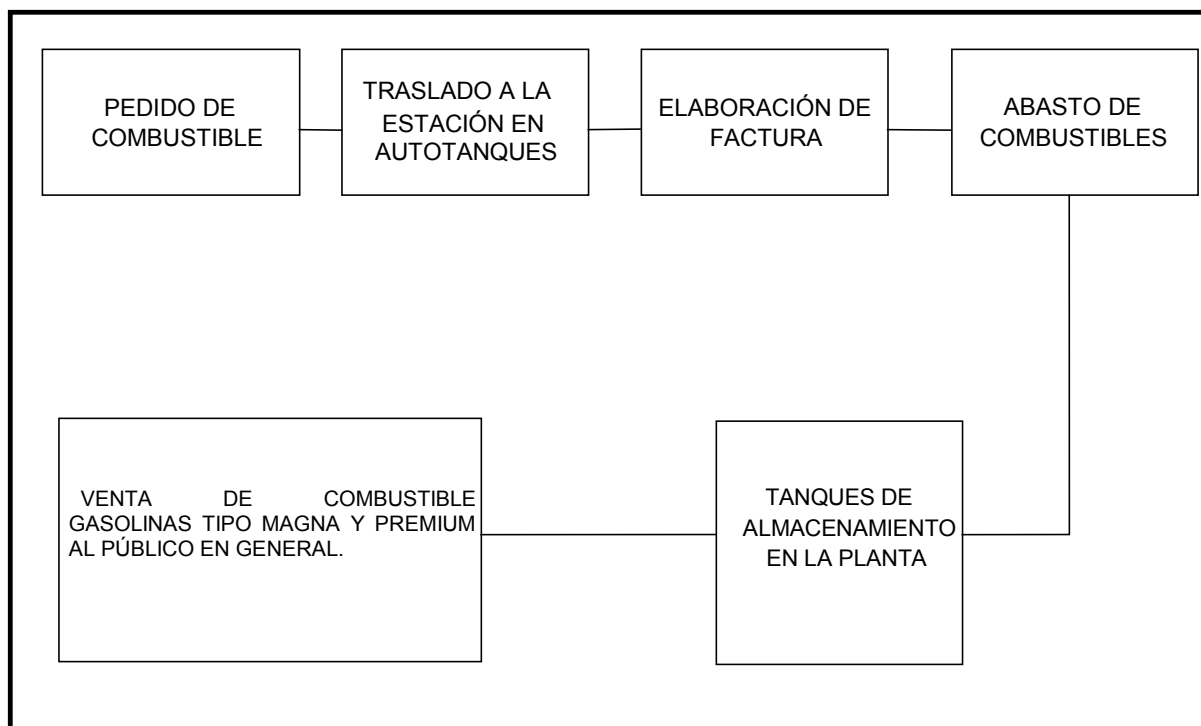 PEDIDO DE
COMBUSTIBLE
TRASLADO A LA
ESTACIÓN EN
AUTOTANQUES
ELABORACIÓN DE
FACTURA
ABASTO DE
COMBUSTIBLES
VENTA DE COMBUSTIBLE
GASOLINAS TIPO MAGNA Y PREMIUM
AL PÚBLICO EN GENERAL.
TANQUES DE
ALMACENAMIENTO
EN LA PLANTA